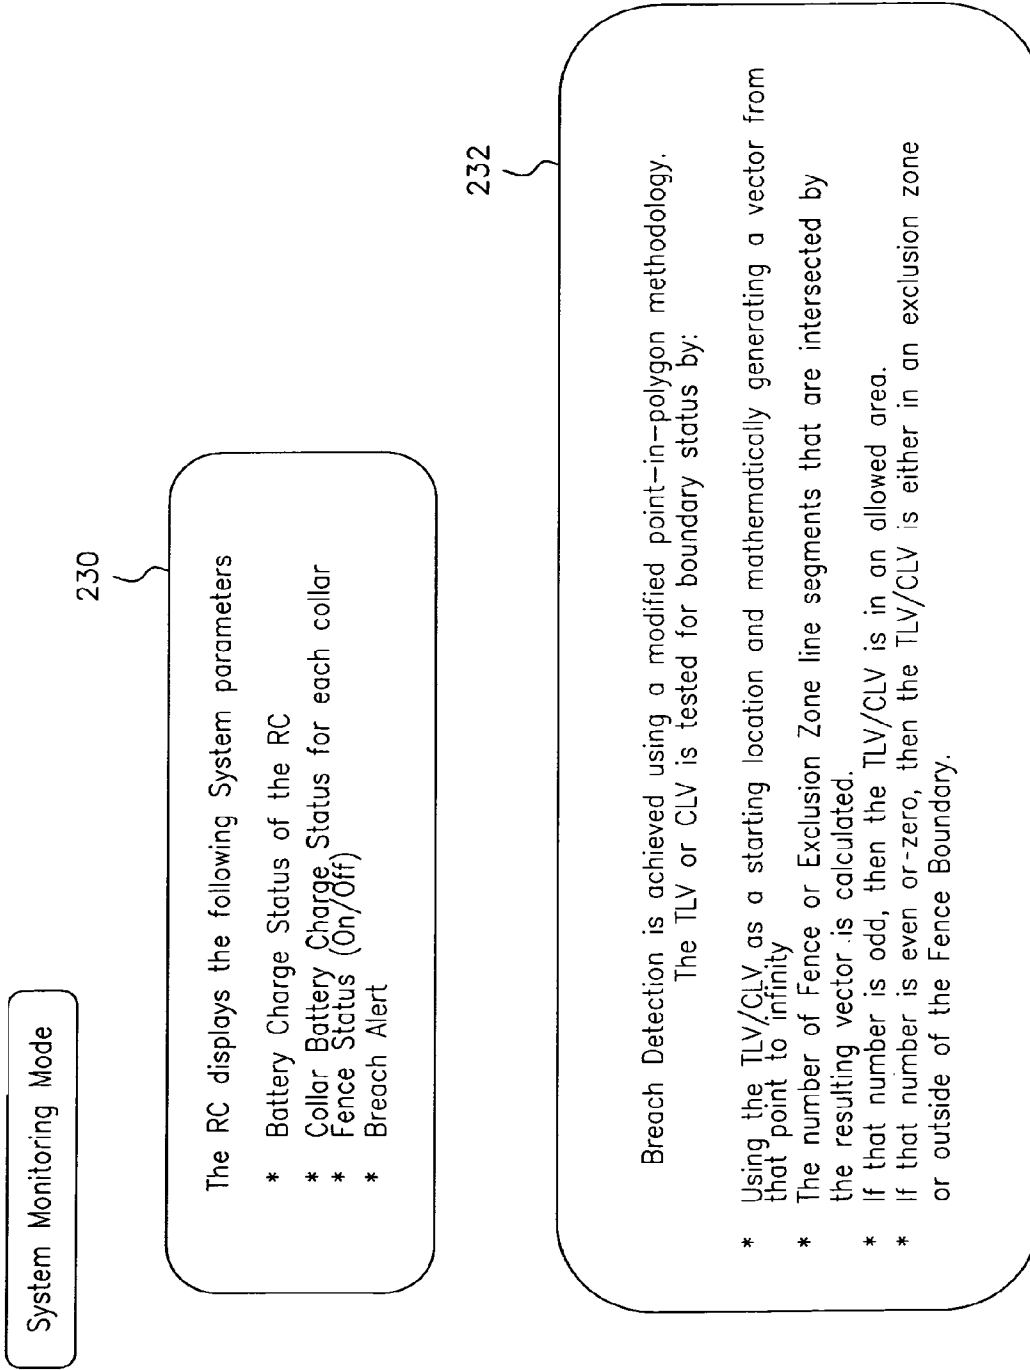 System Monitoring Mode
230
The RC displays the following System parameters
* Battery Charge Status of the RC
* Collar Battery Charge Status for each collar
* Fence Status (On/Off)
* Breach Alert
232
Breach Detection is achieved using a modified point-in-polygon methodology.
The TLV or CLV is tested for boundary status by:
* Using the TLV/CLV as a starting location and mathematically generating a vector from
that point to infinity
* The number of Fence or Exclusion Zone line segments that are intersected by
the resulting vector is calculated.
* If that number is odd, then the TLV/CLV is in an allowed area.
* If that number is even or-zero, then the TLV/CLV is either in an exclusion zone
or outside of the Fence Boundary.